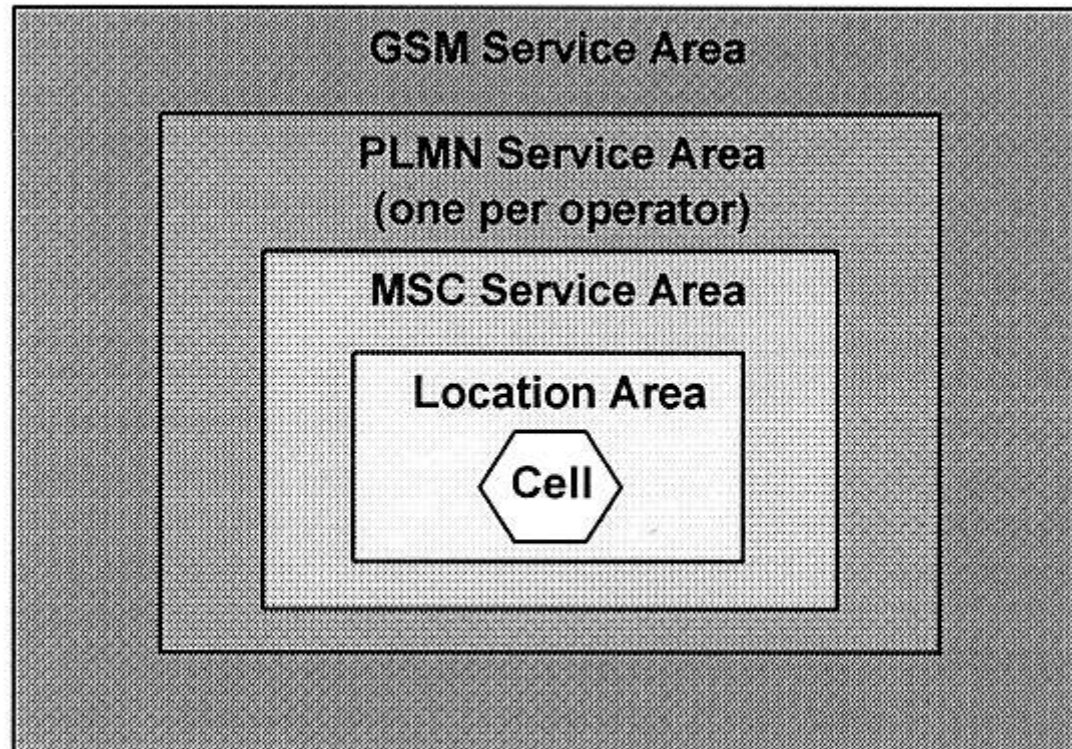 GSM Service Area
PLMN Service Area
(one per operator)
MSC Service Area
Location Area
Cell